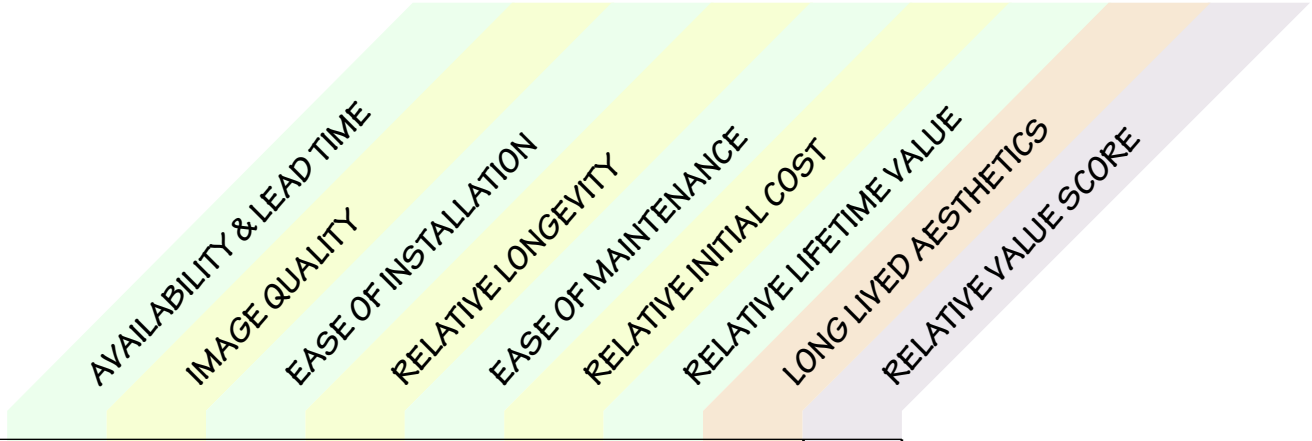 AVAILABILITY & LEAD TIME
IMAGE QUALITY
EASE OF INSTALLATION
RELATIVE LONGEVITY
EASE OF MAINTENANCE
RELATIVE INITIAL COST
RELATIVE LIFETIME VALUE
LONG LIVED AESTHETICS
RELATIVE VALUE SCORE